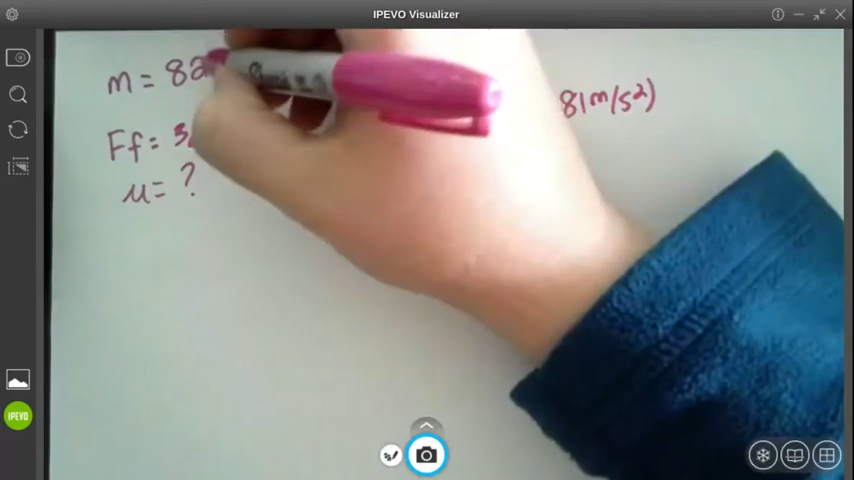 IPEVO Visualizer
m = 82
81m/s²)
Ff = 3
μ = ?
IPEVO